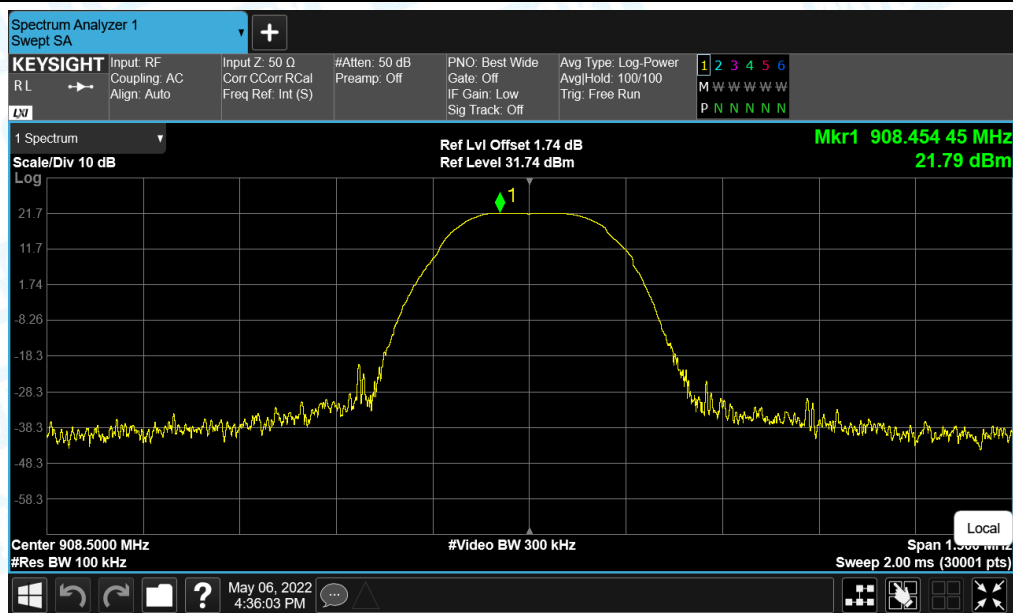 Spectrum Analyzer 1
Swept SA
KEYSIGHT
RL
LXI
Input: RF
Coupling: AC
Align: Auto
Input Z: 50 Ω
Corr CCorr RCal
Freq Ref: Int (S)
#Atten: 50 dB
Preamp: Off
PNO: Best Wide
Gate: Off
IF Gain: Low
Sig Track: Off
Avg Type: Log-Power
Avg|Hold: 100/100
Trig: Free Run
1 2 3 4 5 6
M W W W W W W
P N N N N N
1 Spectrum
Scale/Div 10 dB
Log
Ref Lvl Offset 1.74 dB
Ref Level 31.74 dBm
Mkr1 908.454 45 MHz
21.79 dBm
1
21.7
11.7
1.74
-8.26
-18.3
-28.3
-38.3
-48.3
-58.3
Local
Center 908.5000 MHz
#Res BW 100 kHz
#Video BW 300 kHz
Span
Sweep 2.00 ms (30001 pts)
?
May 06, 2022
4:36:03 PM